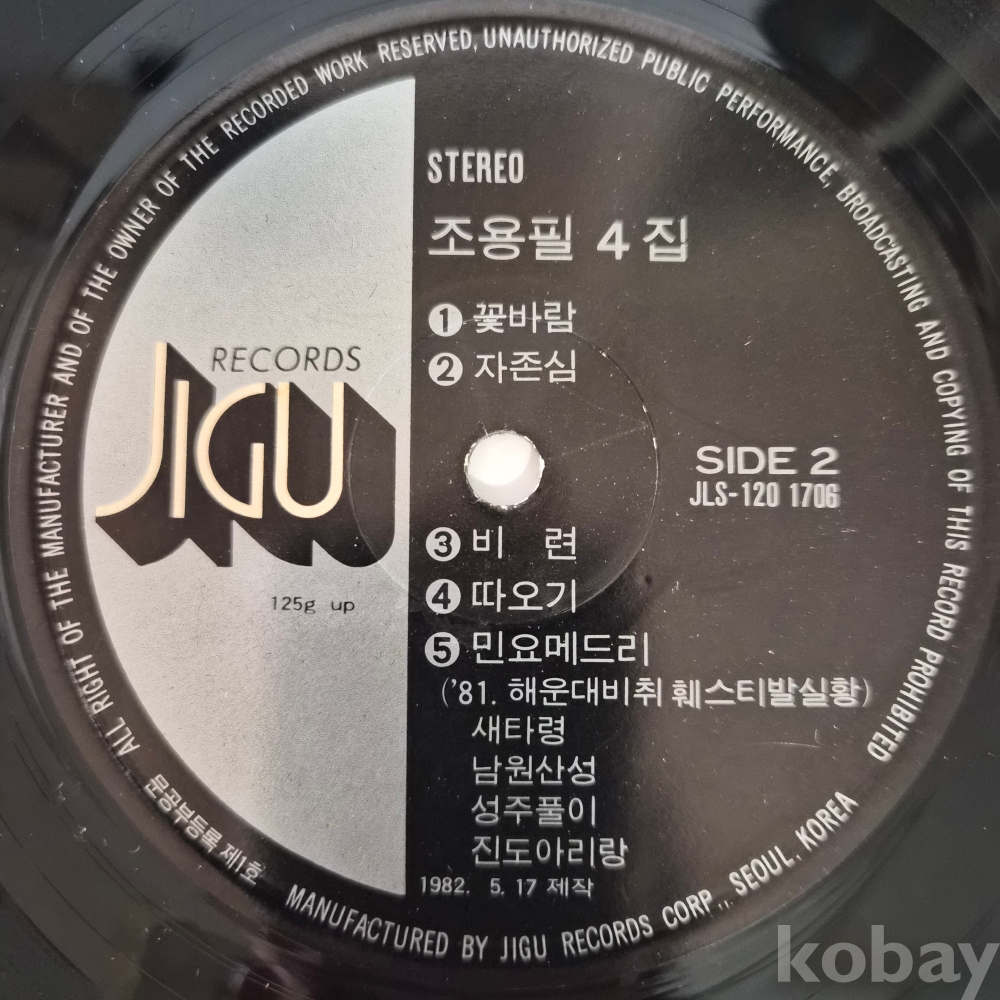 ALL RIGHT OF THE MANUFACTURER AND OF THE OWNER OF THE RECORDED WORK RESERVED, UNAUTHORIZED PUBLIC PERFORMANCE, BROADCASTING AND COPYING OF THIS RECORD PROHIBITED
STEREO
조용필 4집
❶ 꽃바람
❷ 자존심
RECORDS
JIGU
SIDE 2
JLS-120 1706
❸ 비 련
❹ 따오기
125g up
❺ 민요메드리
('81. 해운대비취 훼스티발실황)
새타령
남원산성
성주풀이
진도아리랑
1982. 5. 17 제작
문공부등록 제1호
MANUFACTURED BY JIGU RECORDS CORP., SEOUL, KOREA
kobay